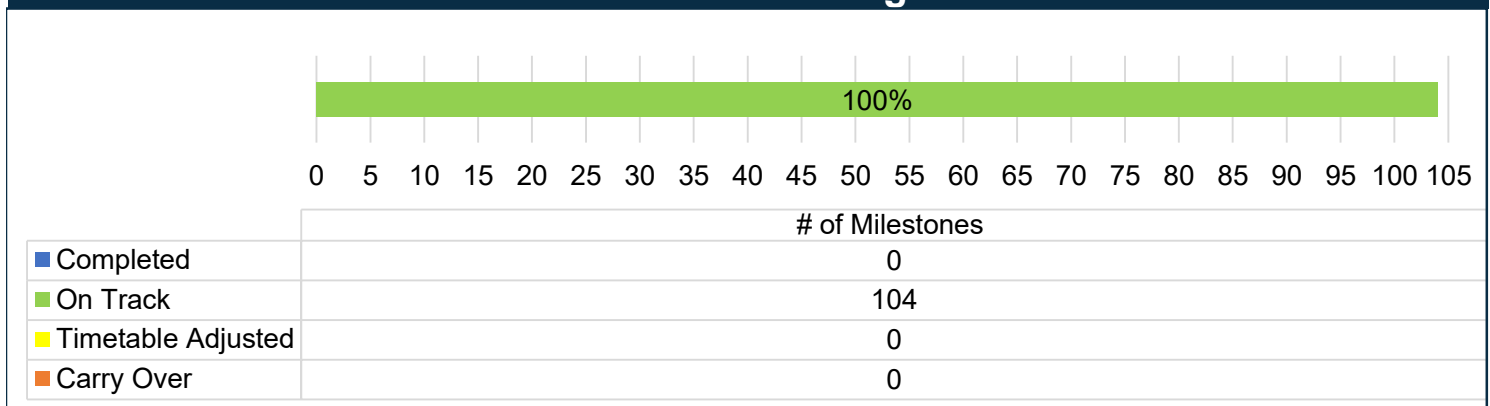 100%
0 5 10 15 20 25 30 35 40 45 50 55 60 65 70 75 80 85 90 95 100 105
# of Milestones
Completed 0
On Track 104
Timetable Adjusted 0
Carry Over 0